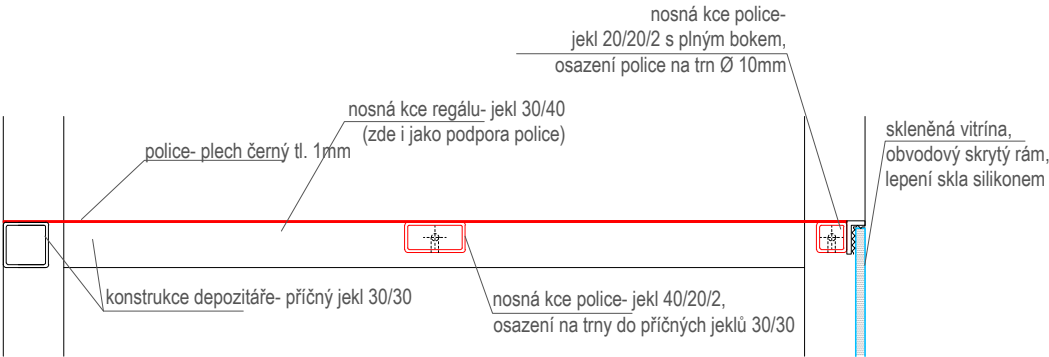 nosná kce police-
jekl 20/20/2 s plným bokem,
osazení police na trn Ø 10mm
nosná kce regálu- jekl 30/40
(zde i jako podpora police)
police- plech černý tl. 1mm
skleněná vitrína,
obvodový skrytý rám,
lepení skla silikonem
konstrukce depozitáře- příčný jekl 30/30
nosná kce police- jekl 40/20/2,
osazení na trny do příčných jeklů 30/30